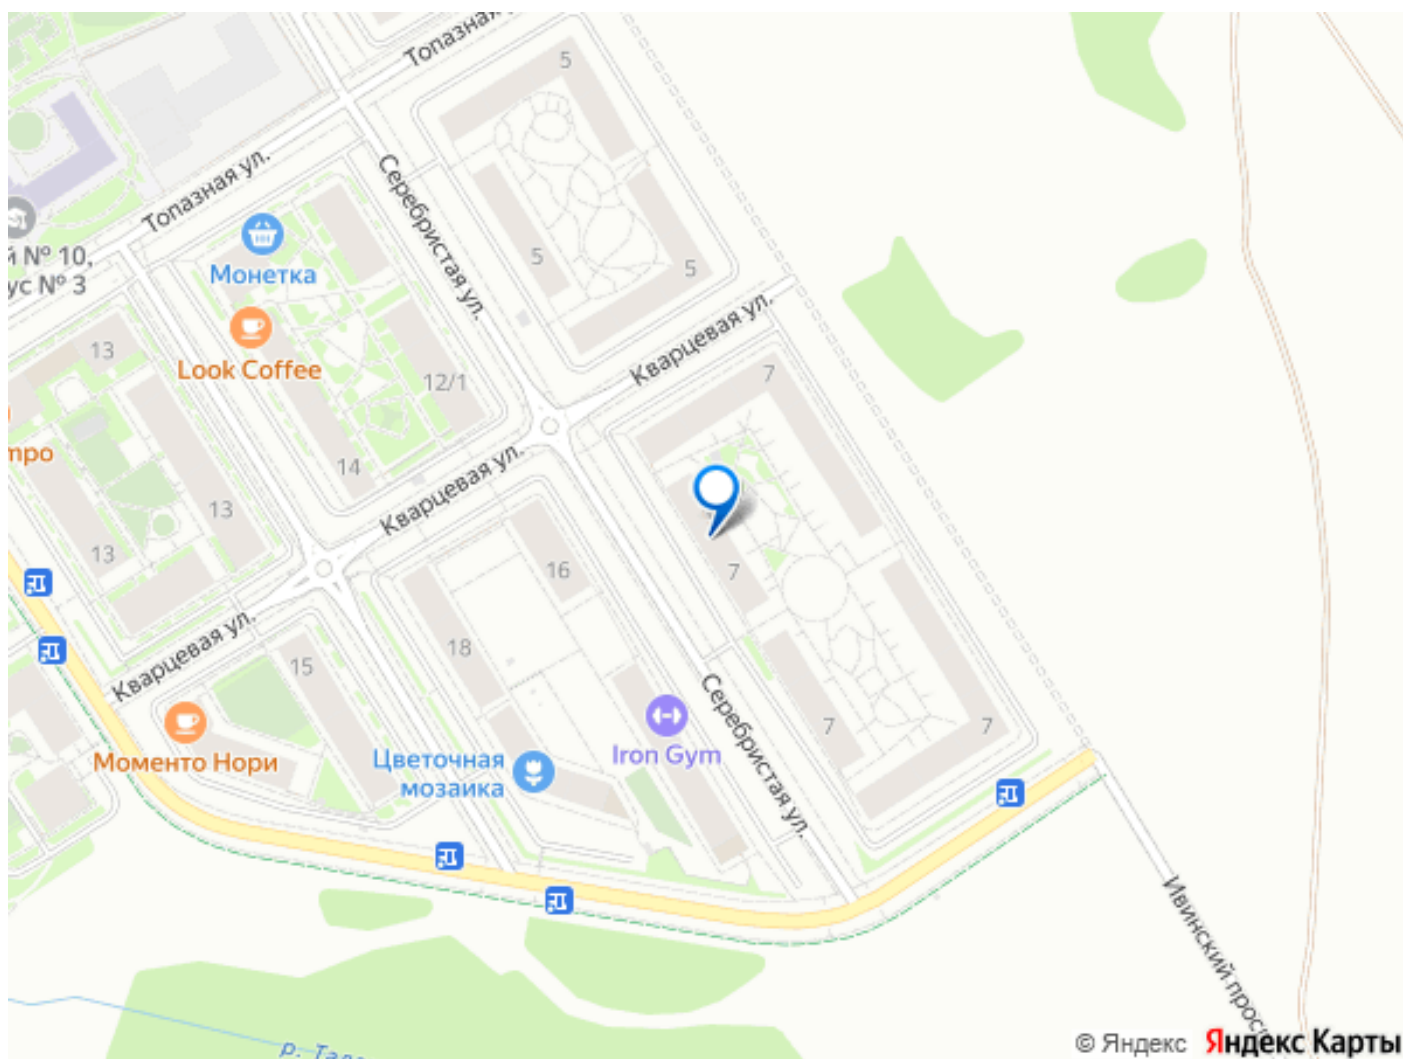 Топазная
5
Топазная ул.
Серебристая ул.
№ 10,
ус № 3
Монетка
5
5
Look Coffee
Кварцевая ул.
13
12/1
7
14
Кварцевая ул.
13
13
16
7
Кварцевая ул.
18
15
Серебристая ул.
7
7
Моменто Нори
Iron Gym
Цветочная
мозаика
Ивинский
р.
© Яндекс
Яндекс Карты